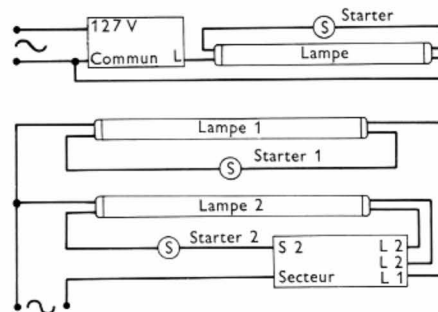 Starter
127 V
S
Commun L
Lampe
Lampe 1
Starter 1
S
Lampe 2
Starter 2
S
S 2
L 2
L 2
Secteur
L 1